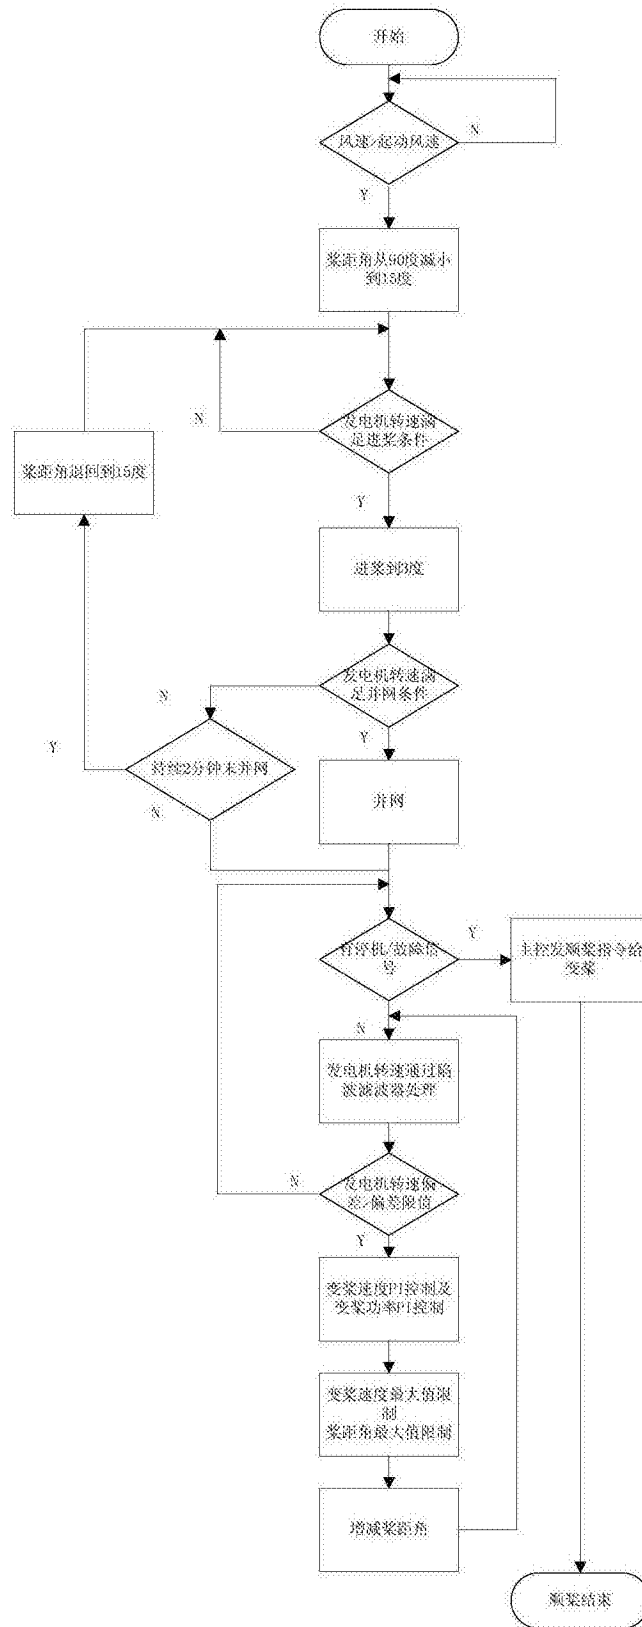 开始
风速>起动风速
N
Y
桨距角从90度减小
到15度
N
发电机转速满
足进桨条件
桨距角退回到15度
Y
进桨到3度
发电机转速满
足并网条件
N
Y
Y
持续2分钟未并网
并网
N
有停机/故障信
号
Y
主控发顺桨指令给
变桨
N
发电机转速通过陷
波滤波器处理
N
发电机转速偏
差>偏差限值
Y
变桨速度PI控制及
变桨功率PI控制
变桨速度最大值限
制
桨距角最大值限制
增减桨距角
顺桨结束